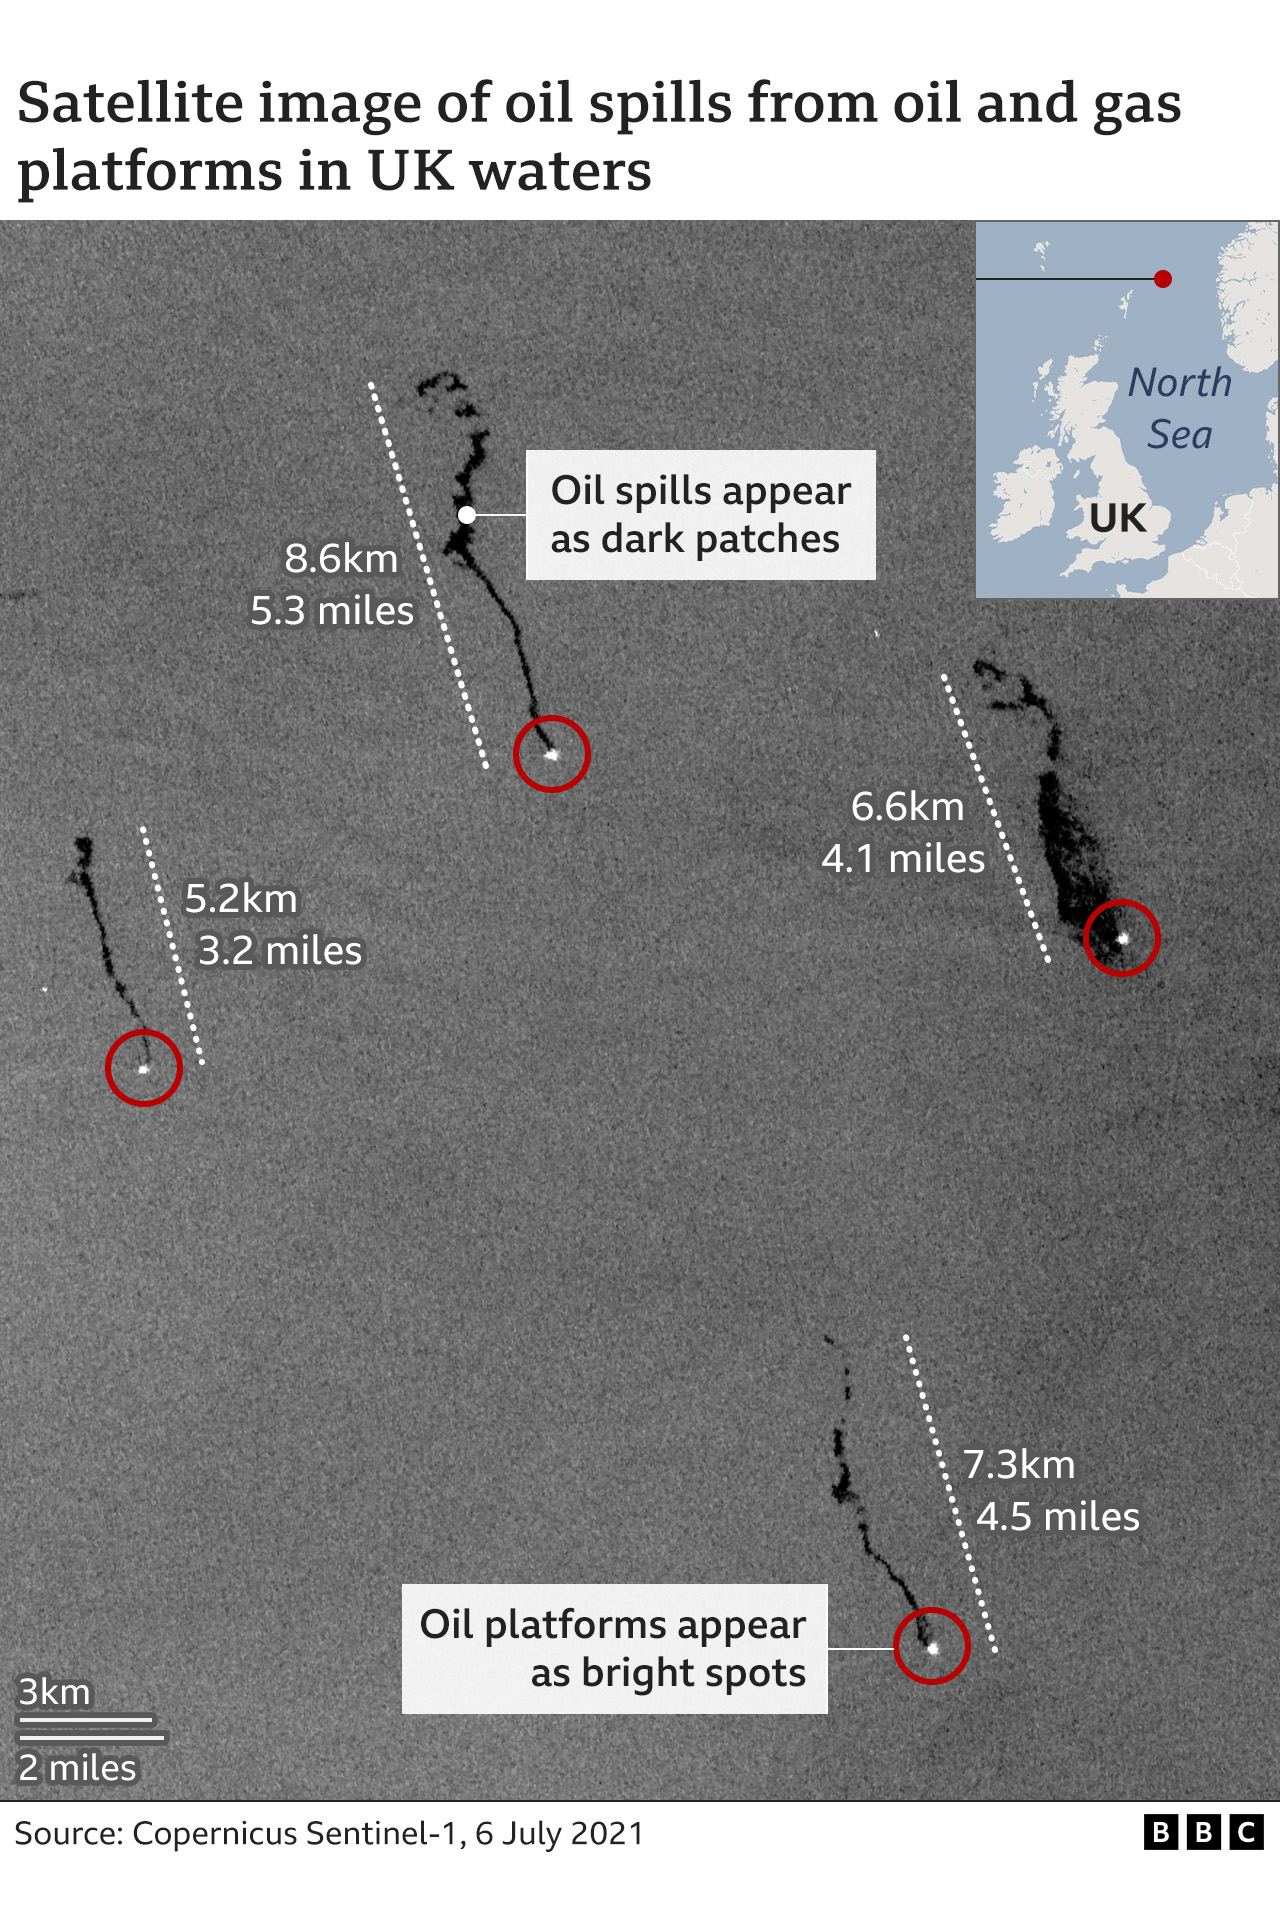 Satellite image of oil spills from oil and gas
platforms in UK waters
North
Sea
UK
Oil spills appear
as dark patches
8.6km
5.3 miles
6.6km
4.1 miles
5.2km
3.2 miles
7.3km
4.5 miles
Oil platforms appear
as bright spots
3km
2 miles
Source: Copernicus Sentinel-1, 6 July 2021
BBC